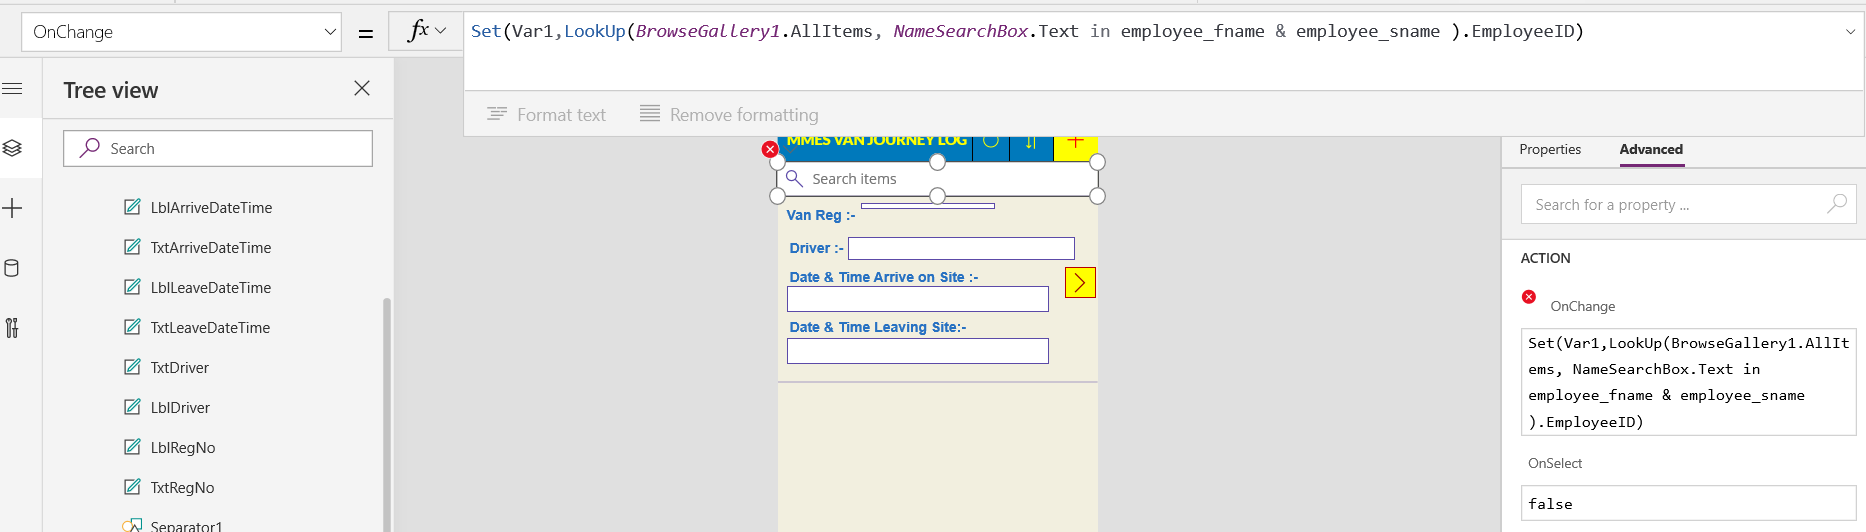 OnChange
=
fx
Set(Var1,LookUp(BrowseGallery1.AllItems, NameSearchBox.Text in employee_fname & employee_sname ).EmployeeID)
Format text
Remove formatting
Tree view
Search
LblArriveDateTime
TxtArriveDateTime
LblLeaveDateTime
TxtLeaveDateTime
TxtDriver
LblDriver
LblRegNo
TxtRegNo
Separator1
MMES VAN JOURNEY LOG
Search items
Van Reg :-
Driver :-
Date & Time Arrive on Site :-
Date & Time Leaving Site:-
Properties
Advanced
Search for a property ...
ACTION
OnChange
Set(Var1,LookUp(BrowseGallery1.AllIt
ems, NameSearchBox.Text in
employee_fname & employee_sname
).EmployeeID)
OnSelect
false